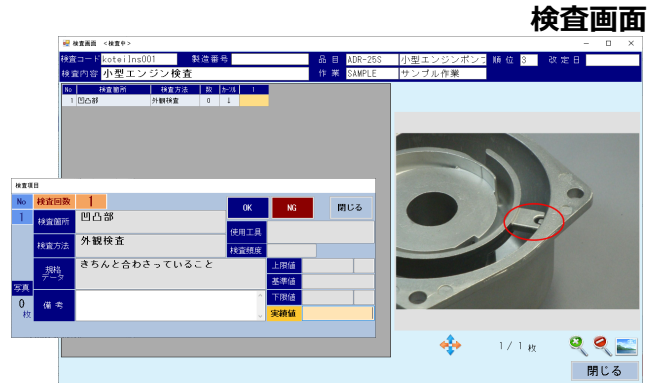 検査画面
検査画面 <検査中>
検査コード koteiIns001 製造番号 品 目 ADR-25S 小型エンジンポンプ 順 位 3 改 定 日
検査内容 小型エンジン検査 作 業 SAMPLE サンプル作業
No 検査箇所 検査方法 数 カーソル 1
1 凹凸部 外観検査 0 ↓
検査項目
No 検査回数 1 OK NG 閉じる
1 検査箇所 凹凸部 使用工具
検査方法 外観検査 検査頻度
規格データ きちんと合わさっていること 上限値
基準値
写真 下限値
0枚 備 考 実績値
1 / 1 枚
閉じる